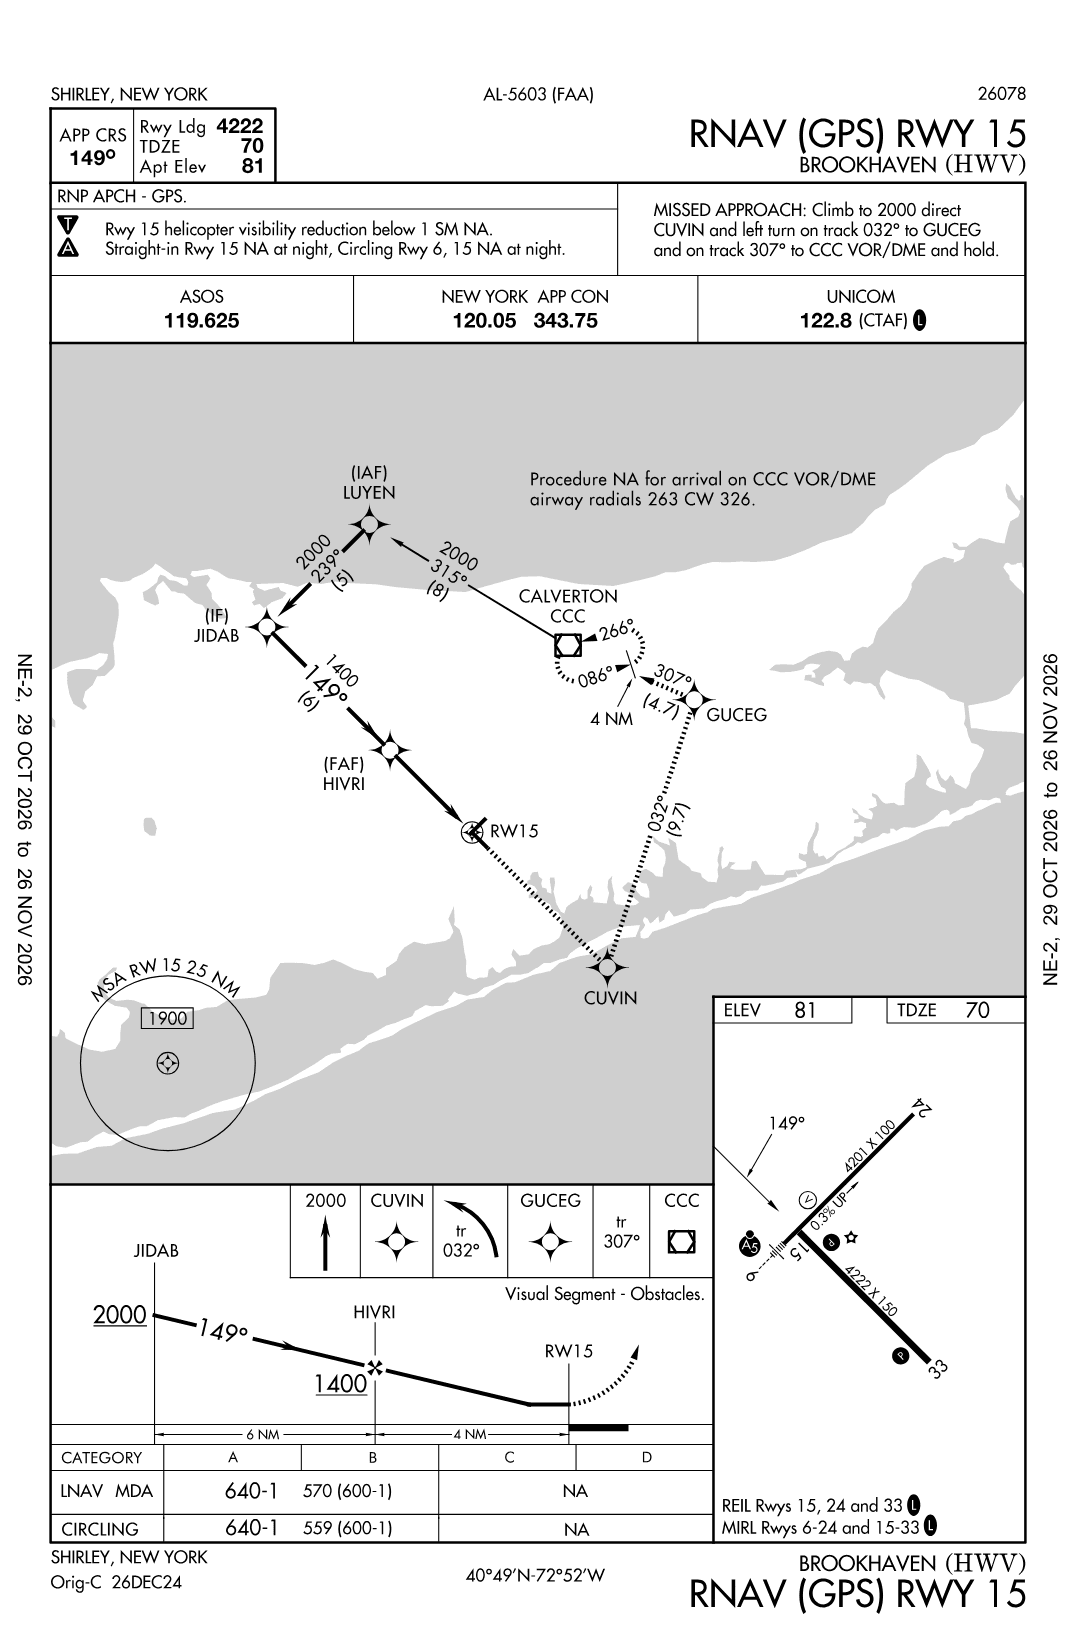 SHIRLEY, NEW YORK
AL-5603 (FAA)
26078
APP CRS
149°
Rwy Ldg 4222
TDZE 70
Apt Elev 81
RNAV (GPS) RWY 15
BROOKHAVEN (HWV)
RNP APCH - GPS.
T
Rwy 15 helicopter visibility reduction below 1 SM NA.
A
Straight-in Rwy 15 NA at night, Circling Rwy 6, 15 NA at night.
MISSED APPROACH: Climb to 2000 direct
CUVIN and left turn on track 032° to GUCEG
and on track 307° to CCC VOR/DME and hold.
ASOS
119.625
NEW YORK APP CON
120.05 343.75
UNICOM
122.8 (CTAF) L
(IAF)
LUYEN
Procedure NA for arrival on CCC VOR/DME
airway radials 263 CW 326.
2000
239°
(5)
2000
315°
(8)
CALVERTON
CCC
(IF)
JIDAB
266°
086°
1400
149°
(6)
307°
(4.7)
4 NM
GUCEG
(FAF)
HIVRI
032°
(9.7)
RW15
CUVIN
MSA RW 15 25 NM
1900
NE-2, 29 OCT 2026 to 26 NOV 2026
NE-2, 29 OCT 2026 to 26 NOV 2026
ELEV 81
TDZE 70
149°
24
4201 X 100
V
0.3% UP
A5
P
15
6
4222 X 150
P
33
REIL Rwys 15, 24 and 33 L
MIRL Rwys 6-24 and 15-33 L
2000
CUVIN
tr
032°
GUCEG
tr
307°
CCC
Visual Segment - Obstacles.
JIDAB
2000
149°
HIVRI
1400
RW15
6 NM
4 NM
CATEGORY A B C D
LNAV MDA 640-1 570 (600-1) NA
CIRCLING 640-1 559 (600-1) NA
SHIRLEY, NEW YORK
Orig-C 26DEC24
40°49'N-72°52'W
BROOKHAVEN (HWV)
RNAV (GPS) RWY 15